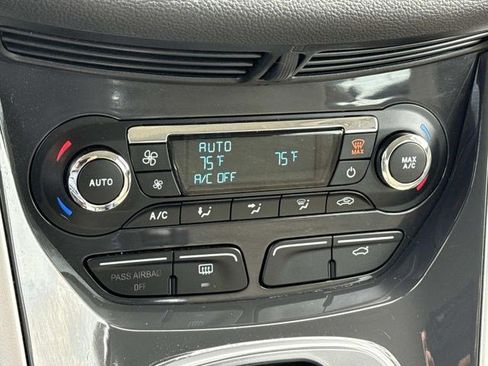 AUTO
75°F 75°F
A/C OFF
MAX
AUTO
MAX
A/C
A/C
PASS AIRBAG
OFF